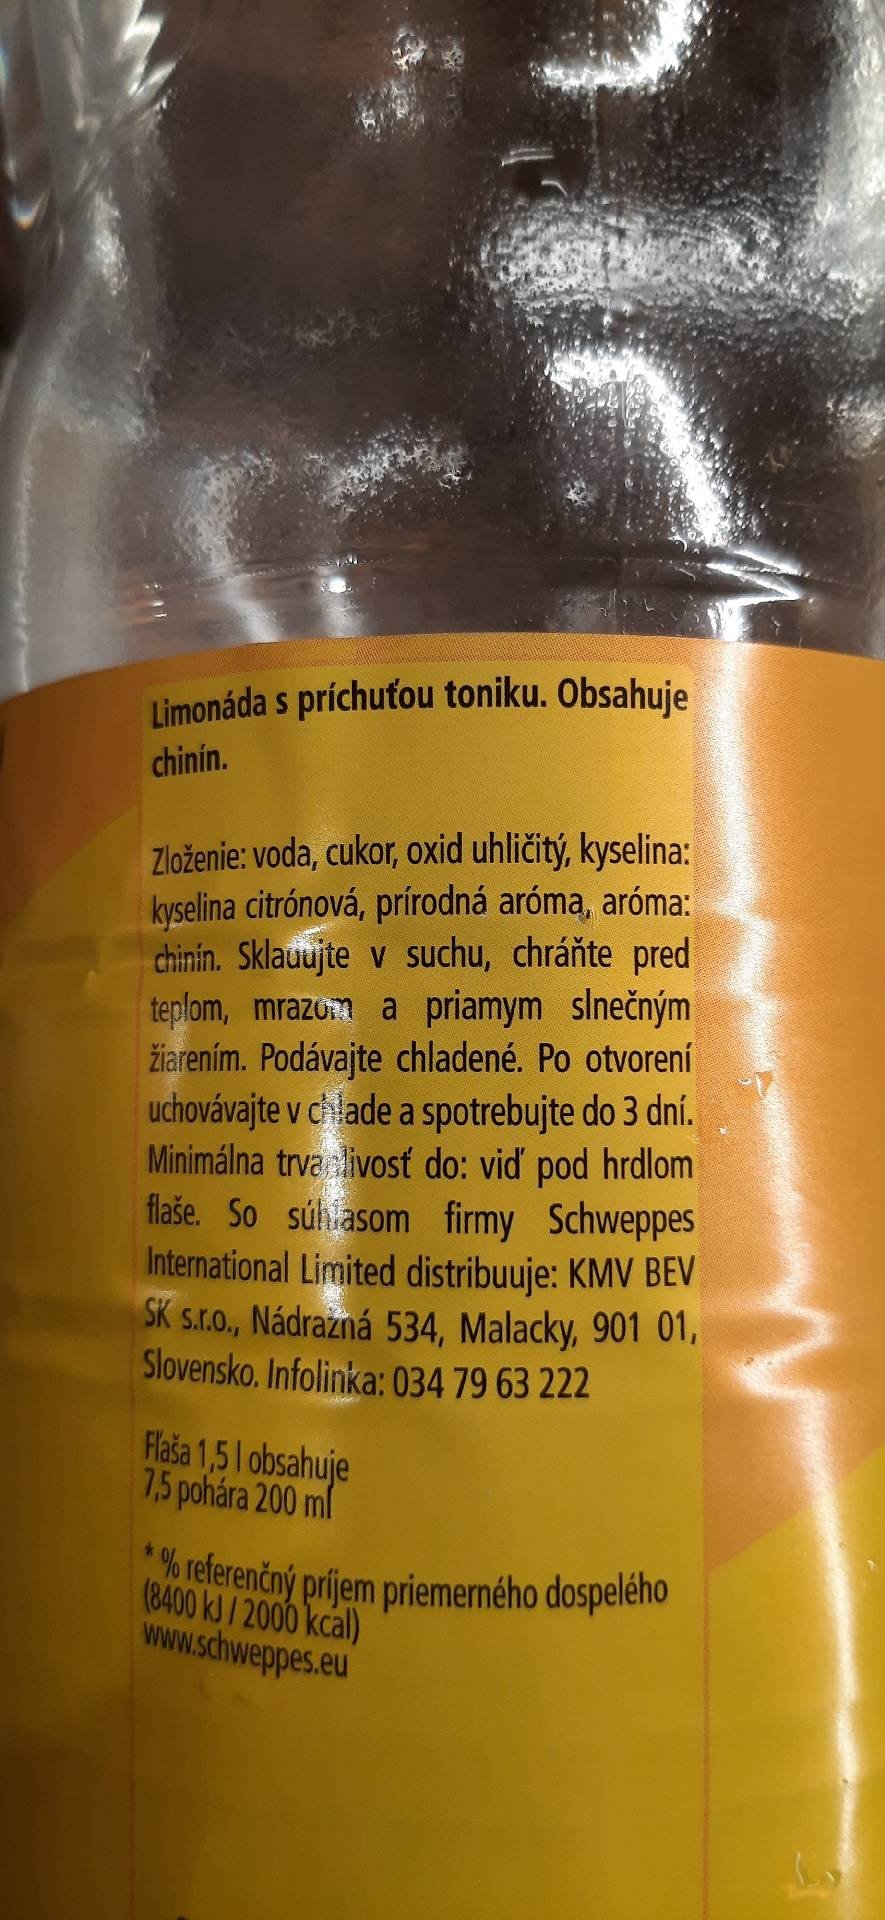 Limonáda s príchuťou toniku. Obsahuje
chinín.
Zloženie: voda, cukor, oxid uhličitý, kyselina:
kyselina citrónová, prírodná aróma, aróma:
chinín. Skladujte v suchu, chráňte pred
teplom, mrazom a priamym slnečným
žiarením. Podávajte chladené. Po otvorení
uchovávajte v chlade a spotrebujte do 3 dní.
Minimálna trvanlivosť do: viď pod hrdlom
flaše. So súhlasom firmy Schweppes
International Limited distribuuje: KMV BEV
SK s.r.o., Nádražná 534, Malacky, 901 01,
Slovensko. Infolinka: 034 79 63 222
Fľaša 1,5 l obsahuje
7,5 pohára 200 ml
* % referenčný príjem priemerného dospelého
(8400 kJ / 2000 kcal)
www.schweppes.eu